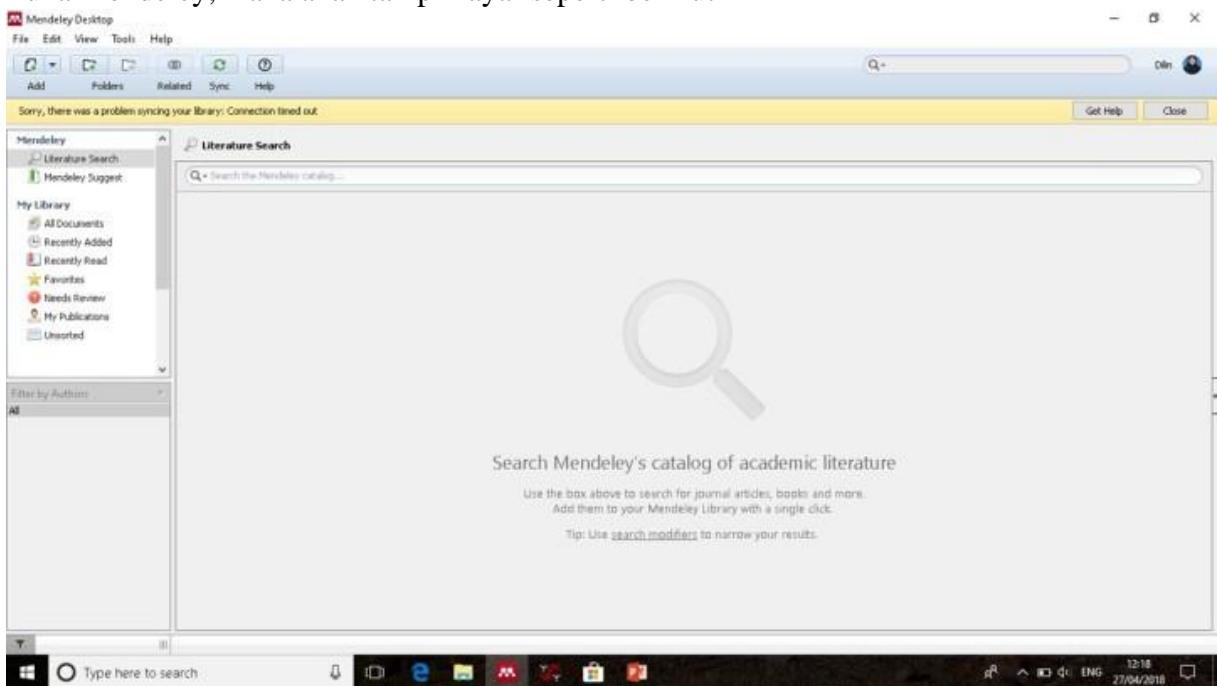 Mendeley Desktop
File Edit View Tools Help
Add Folders Related Sync Help
Dilin
Sorry, there was a problem syncing your library: Connection timed out
Get Help Close
Mendeley
Literature Search
Mendeley Suggest
My Library
All Documents
Recently Added
Recently Read
Favorites
Needs Review
My Publications
Unsorted
Filter by Authors
All
Literature Search
Search the Mendeley catalog...
Search Mendeley's catalog of academic literature
Use the box above to search for journal articles, books and more.
Add them to your Mendeley Library with a single click.
Tip: Use search modifiers to narrow your results.
Type here to search
ENG
12:18
27/04/2018